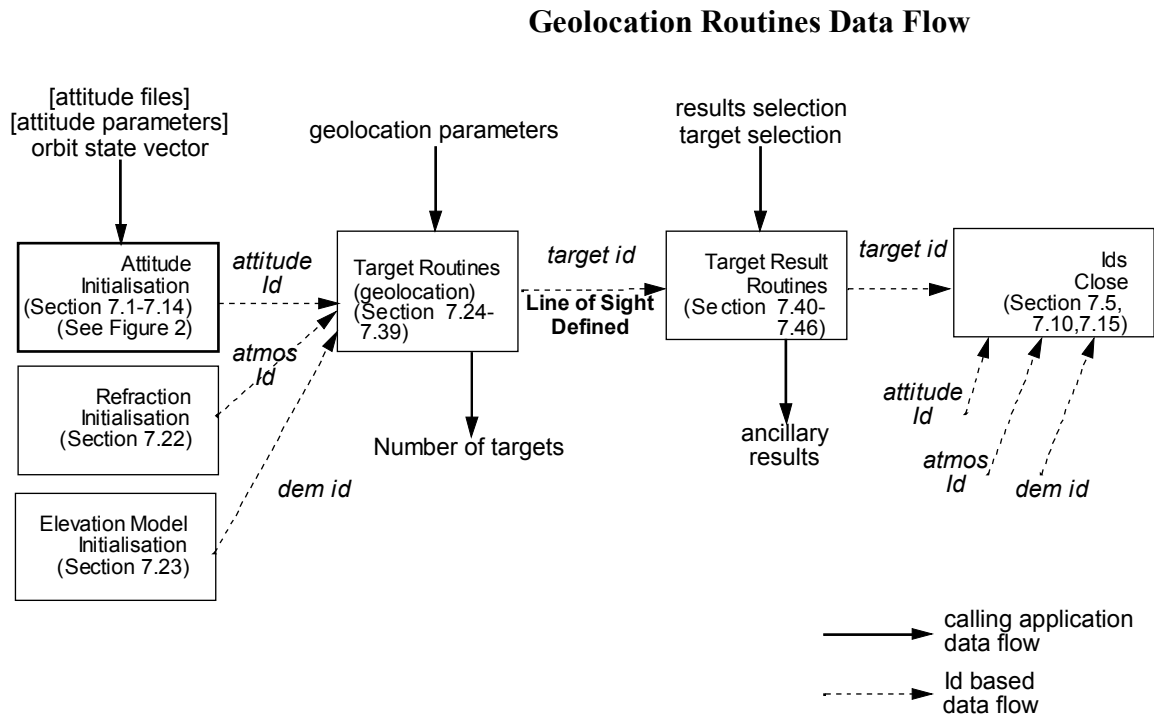 Geolocation Routines Data Flow
[attitude files]
[attitude parameters]
orbit state vector
geolocation parameters
results selection
target selection
Attitude
Initialisation
(Section 7.1-7.14)
(See Figure 2)
attitude
Id
Target Routines
(geolocation)
(Section 7.24-
7.39)
target id
Line of Sight
Defined
Target Result
Routines
(Section 7.40-
7.46)
target id
Ids
Close
(Section 7.5,
7.10,7.15)
atmos
Id
Refraction
Initialisation
(Section 7.22)
Number of targets
ancillary
results
attitude
Id
atmos
Id
dem id
dem id
Elevation Model
Initialisation
(Section 7.23)
calling application
data flow
Id based
data flow